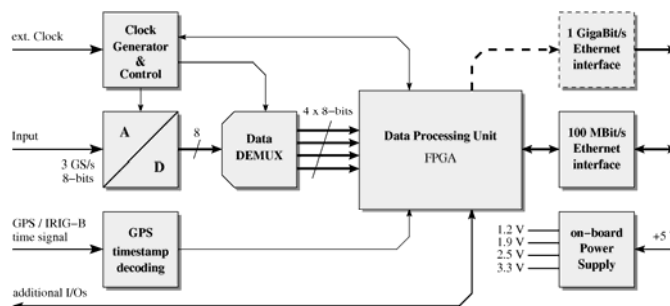 ext. Clock
Clock
Generator
&
Control
1 GigaBit/s
Ethernet
interface
Input
3 GS/s
8-bits
A
D
8
Data
DEMUX
4 x 8-bits
Data Processing Unit
FPGA
100 MBit/s
Ethernet
interface
GPS / IRIG-B
time signal
GPS
timestamp
decoding
1.2 V
1.9 V
2.5 V
3.3 V
on-board
Power
Supply
+5
additional I/Os